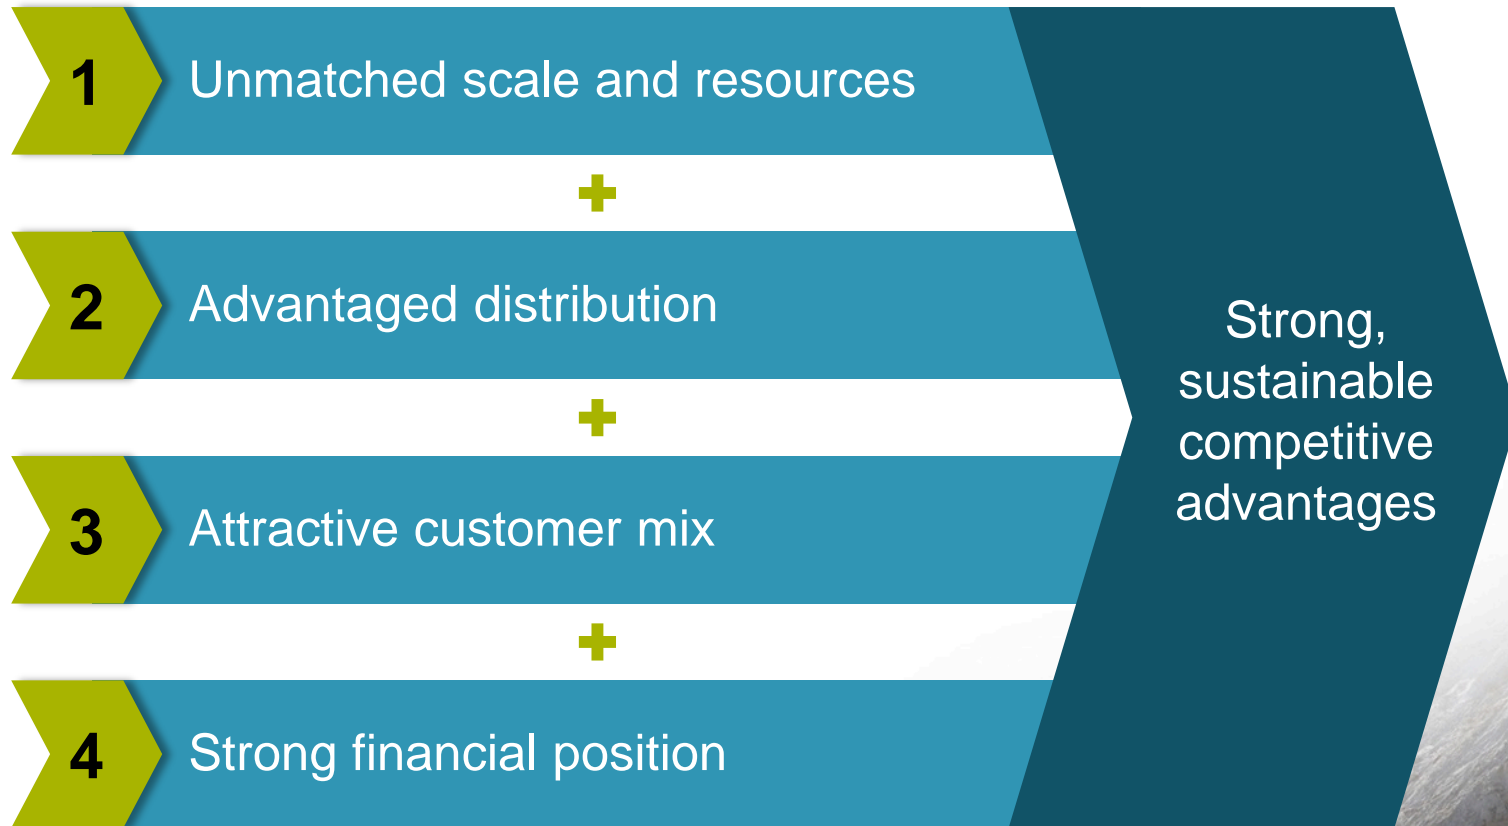 1 Unmatched scale and resources
2 Advantaged distribution
3 Attractive customer mix
4 Strong financial position
Strong,
sustainable
competitive
advantages